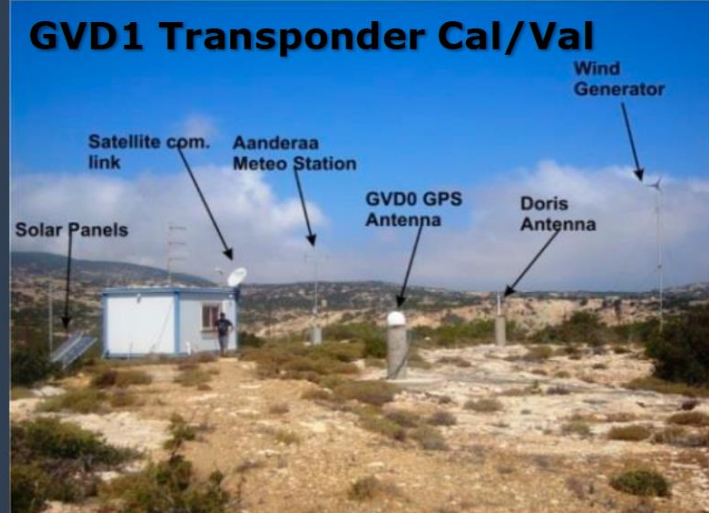 GVD1 Transponder Cal/Val
Wind
Generator
Satellite com.
link
Aanderaa
Meteo Station
GVD0 GPS
Antenna
Doris
Antenna
Solar Panels